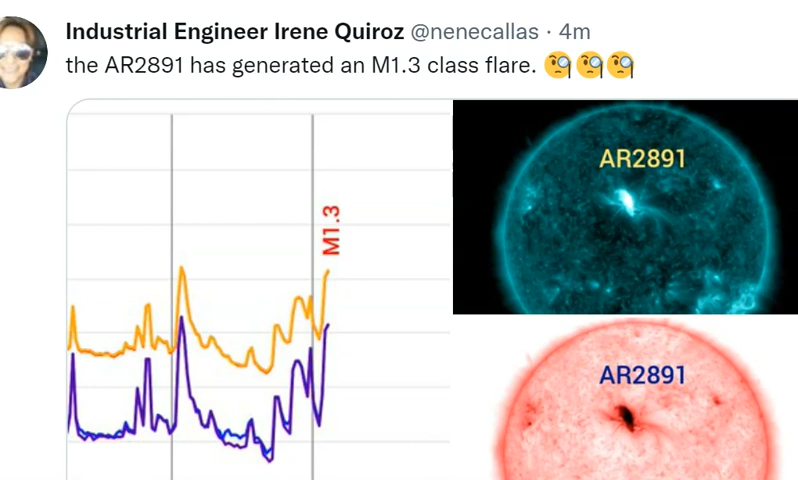 Industrial Engineer Irene Quiroz @nenecallas · 4m
the AR2891 has generated an M1.3 class flare. 🧐🧐🧐
M1.3
AR2891
AR2891